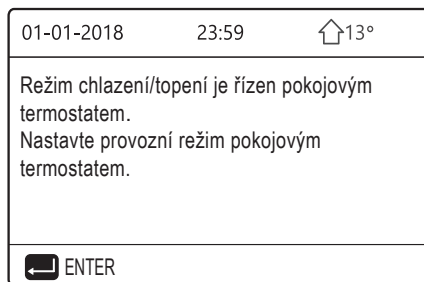 01-01-2018 23:59 13°
Režim chlazení/topení je řízen pokojovým
termostatem.
Nastavte provozní režim pokojovým
termostatem.
ENTER